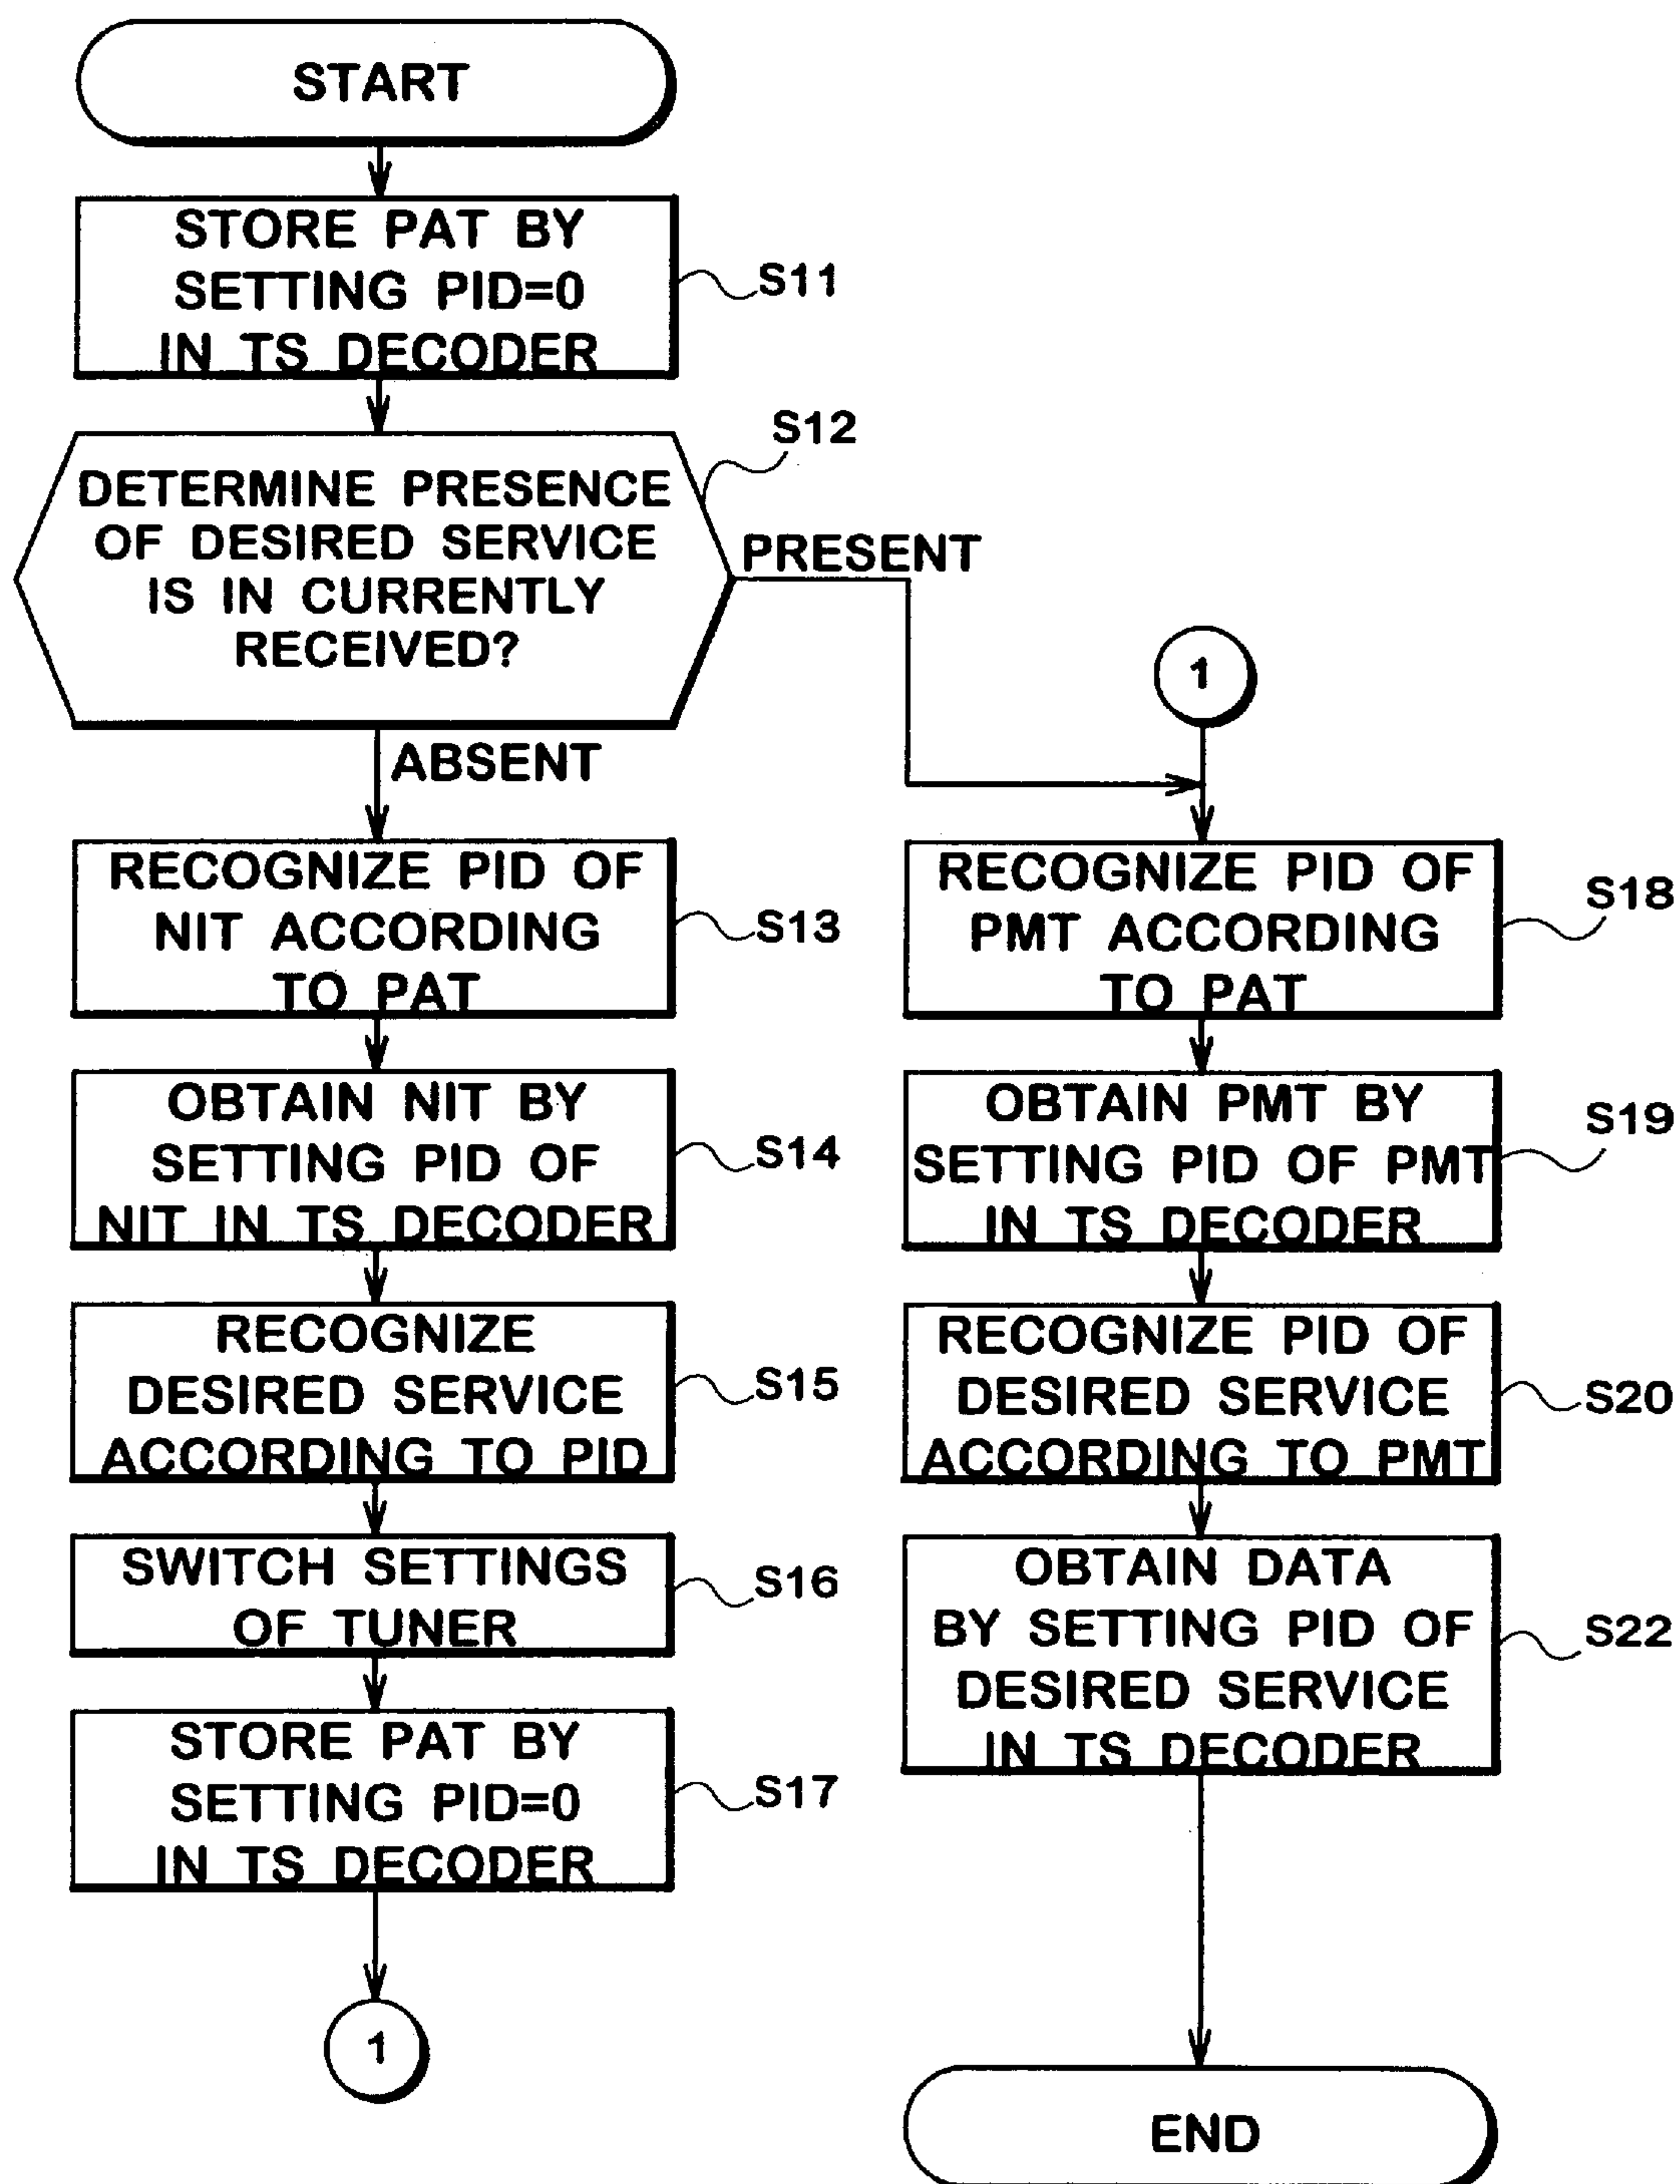 START
STORE PAT BY
SETTING PID=0
IN TS DECODER
S11
S12
DETERMINE PRESENCE
OF DESIRED SERVICE
IS IN CURRENTLY
RECEIVED?
PRESENT
ABSENT
RECOGNIZE PID OF
NIT ACCORDING
TO PAT
S13
OBTAIN NIT BY
SETTING PID OF
NIT IN TS DECODER
S14
RECOGNIZE
DESIRED SERVICE
ACCORDING TO PID
S15
SWITCH SETTINGS
OF TUNER
S16
STORE PAT BY
SETTING PID=0
IN TS DECODER
S17
1
1
RECOGNIZE PID OF
PMT ACCORDING
TO PAT
S18
OBTAIN PMT BY
SETTING PID OF PMT
IN TS DECODER
S19
RECOGNIZE PID OF
DESIRED SERVICE
ACCORDING TO PMT
S20
OBTAIN DATA
BY SETTING PID OF
DESIRED SERVICE
IN TS DECODER
S22
END